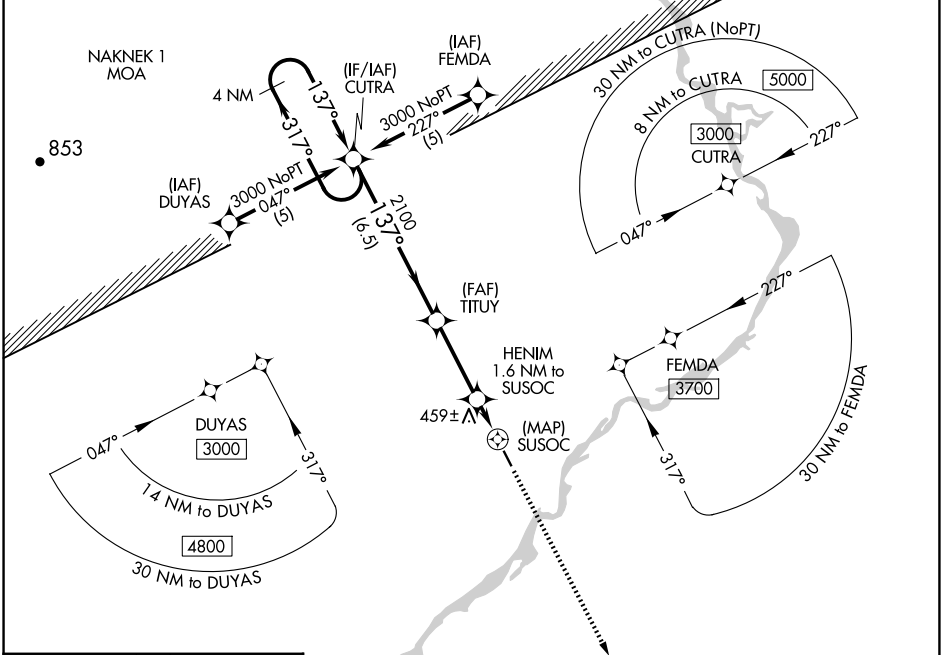 NAKNEK 1
MOA
853
4 NM
137°
317°
(IF/IAF)
CUTRA
(IAF)
FEMDA
3000 NoPT
227°
(5)
(IAF)
DUYAS
3000 NoPT
047°
(5)
2100
137°
(6.5)
(FAF)
TITUY
HENIM
1.6 NM to
SUSOC
459±
(MAP)
SUSOC
30 NM to CUTRA (NoPT)
5000
8 NM to CUTRA
3000
CUTRA
227°
047°
047°
DUYAS
3000
317°
14 NM to DUYAS
4800
30 NM to DUYAS
227°
FEMDA
3700
317°
30 NM to FEMDA